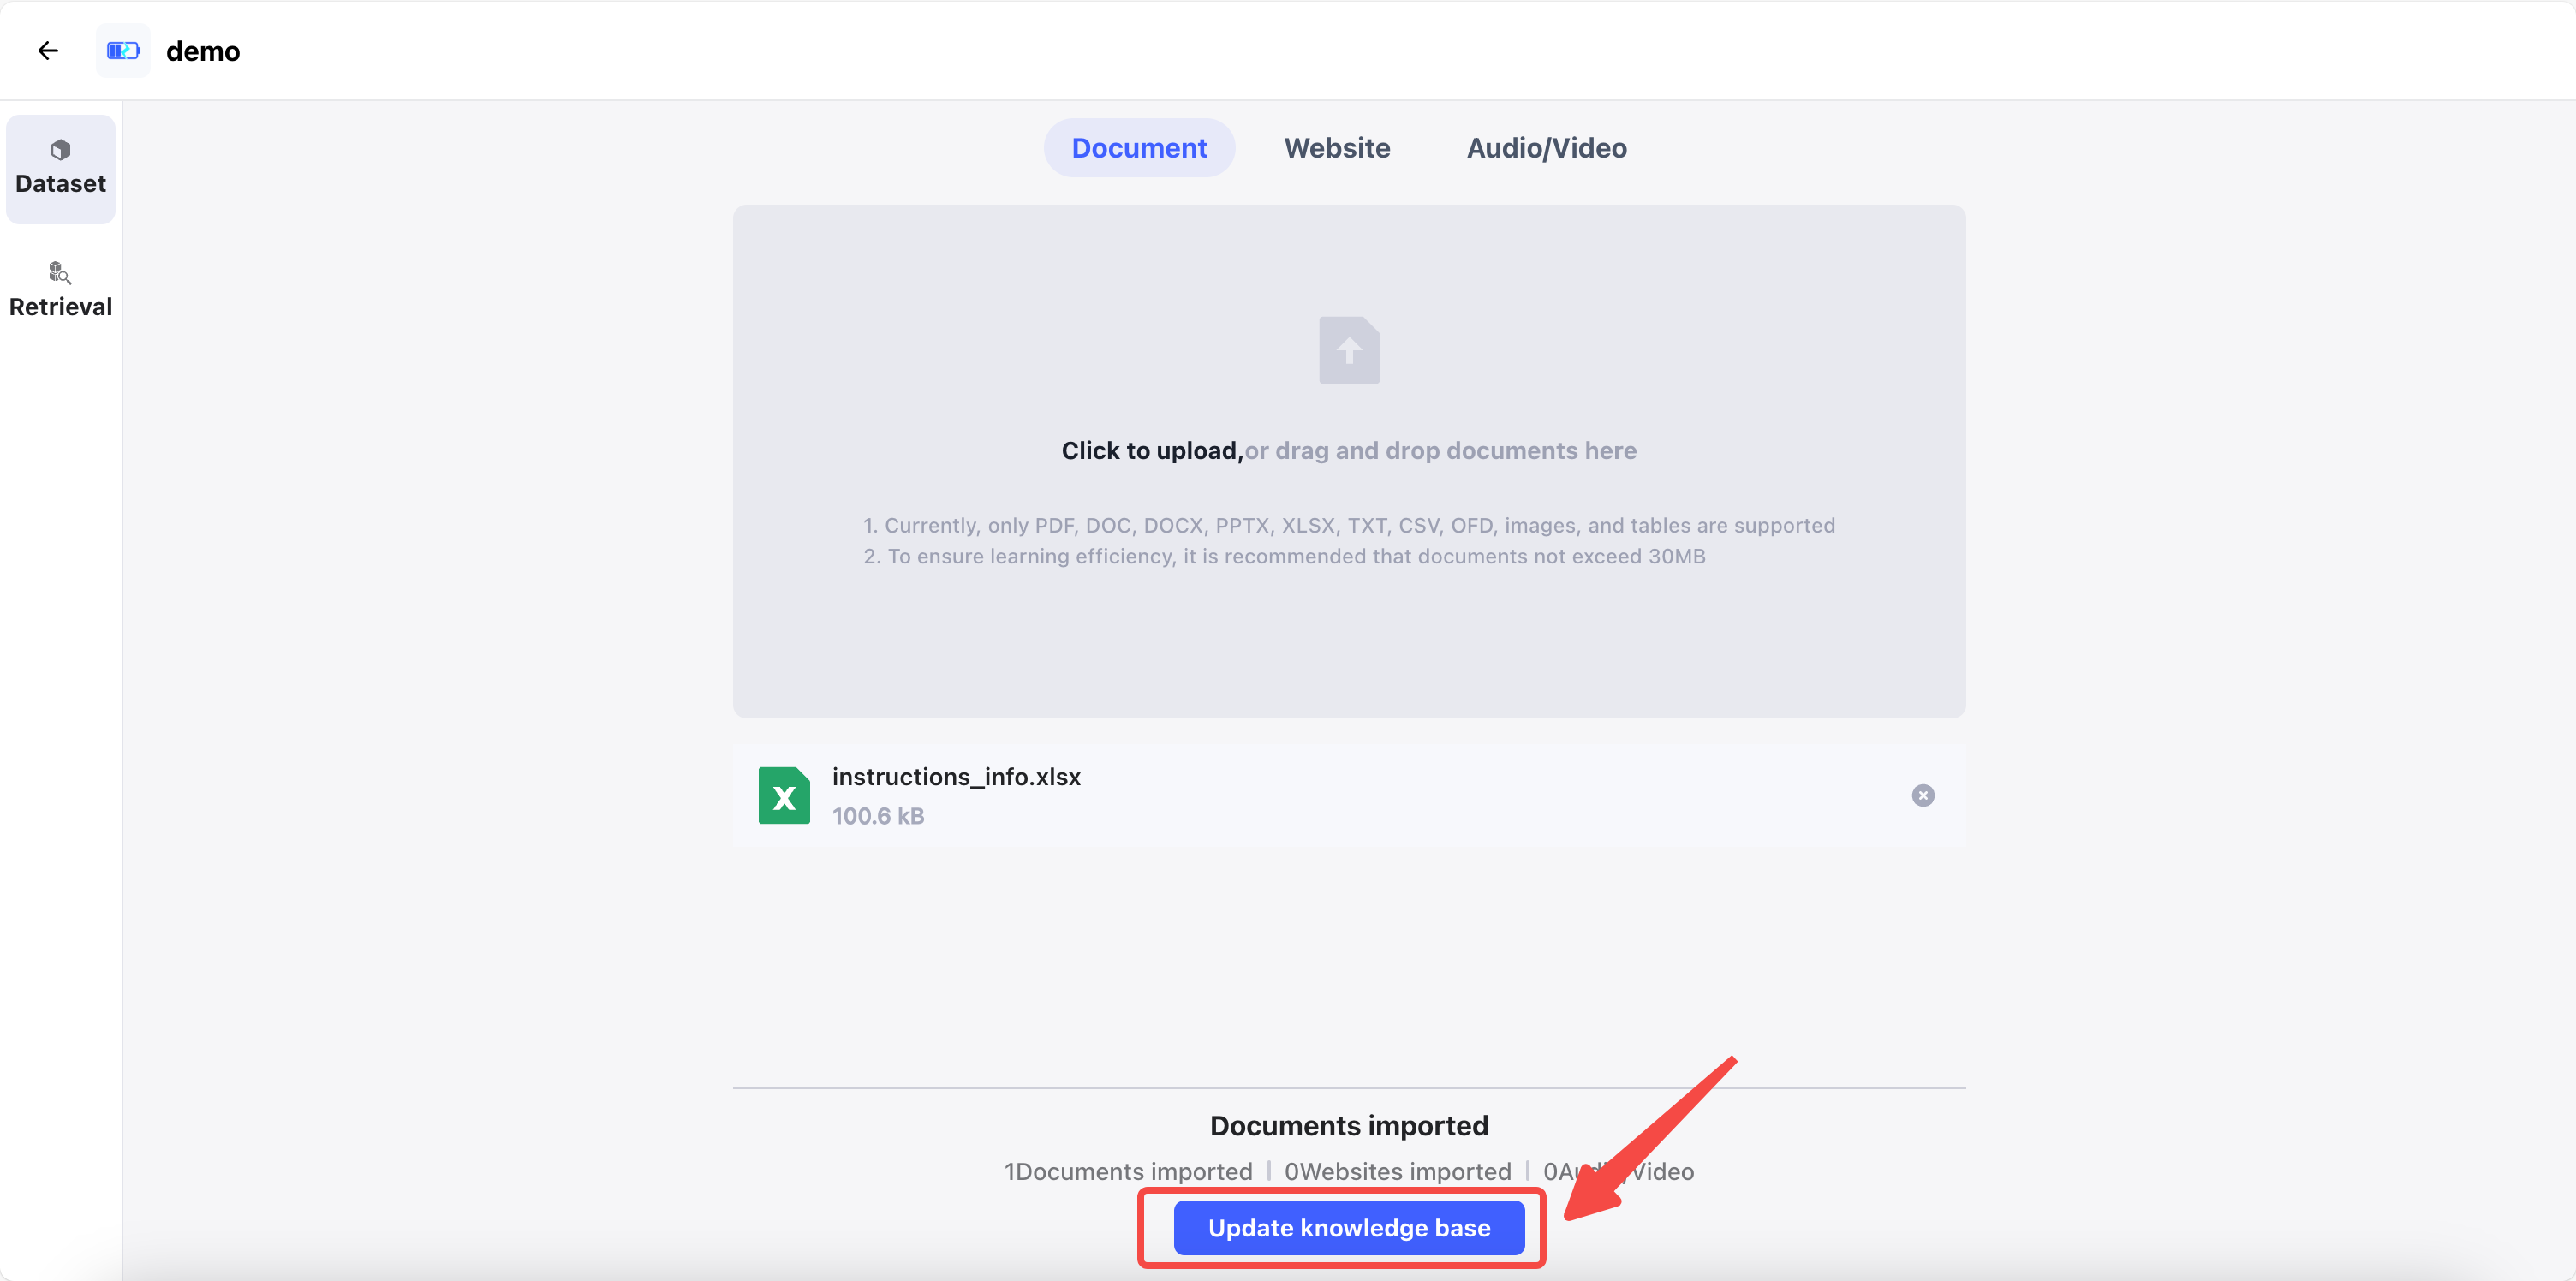 demo
Dataset
Retrieval
Document
Website
Audio/Video
Click to upload,or drag and drop documents here
1. Currently, only PDF, DOC, DOCX, PPTX, XLSX, TXT, CSV, OFD, images, and tables are supported
2. To ensure learning efficiency, it is recommended that documents not exceed 30MB
X
instructions_info.xlsx
100.6 kB
Documents imported
1Documents imported | 0Websites imported | 0Audio/Video
Update knowledge base